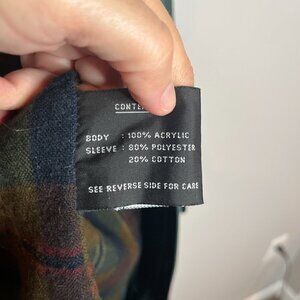 BODY : 100% ACRYLIC
SLEEVE : 80% POLYESTER
20% COTTON
SEE REVERSE SIDE FOR CARE